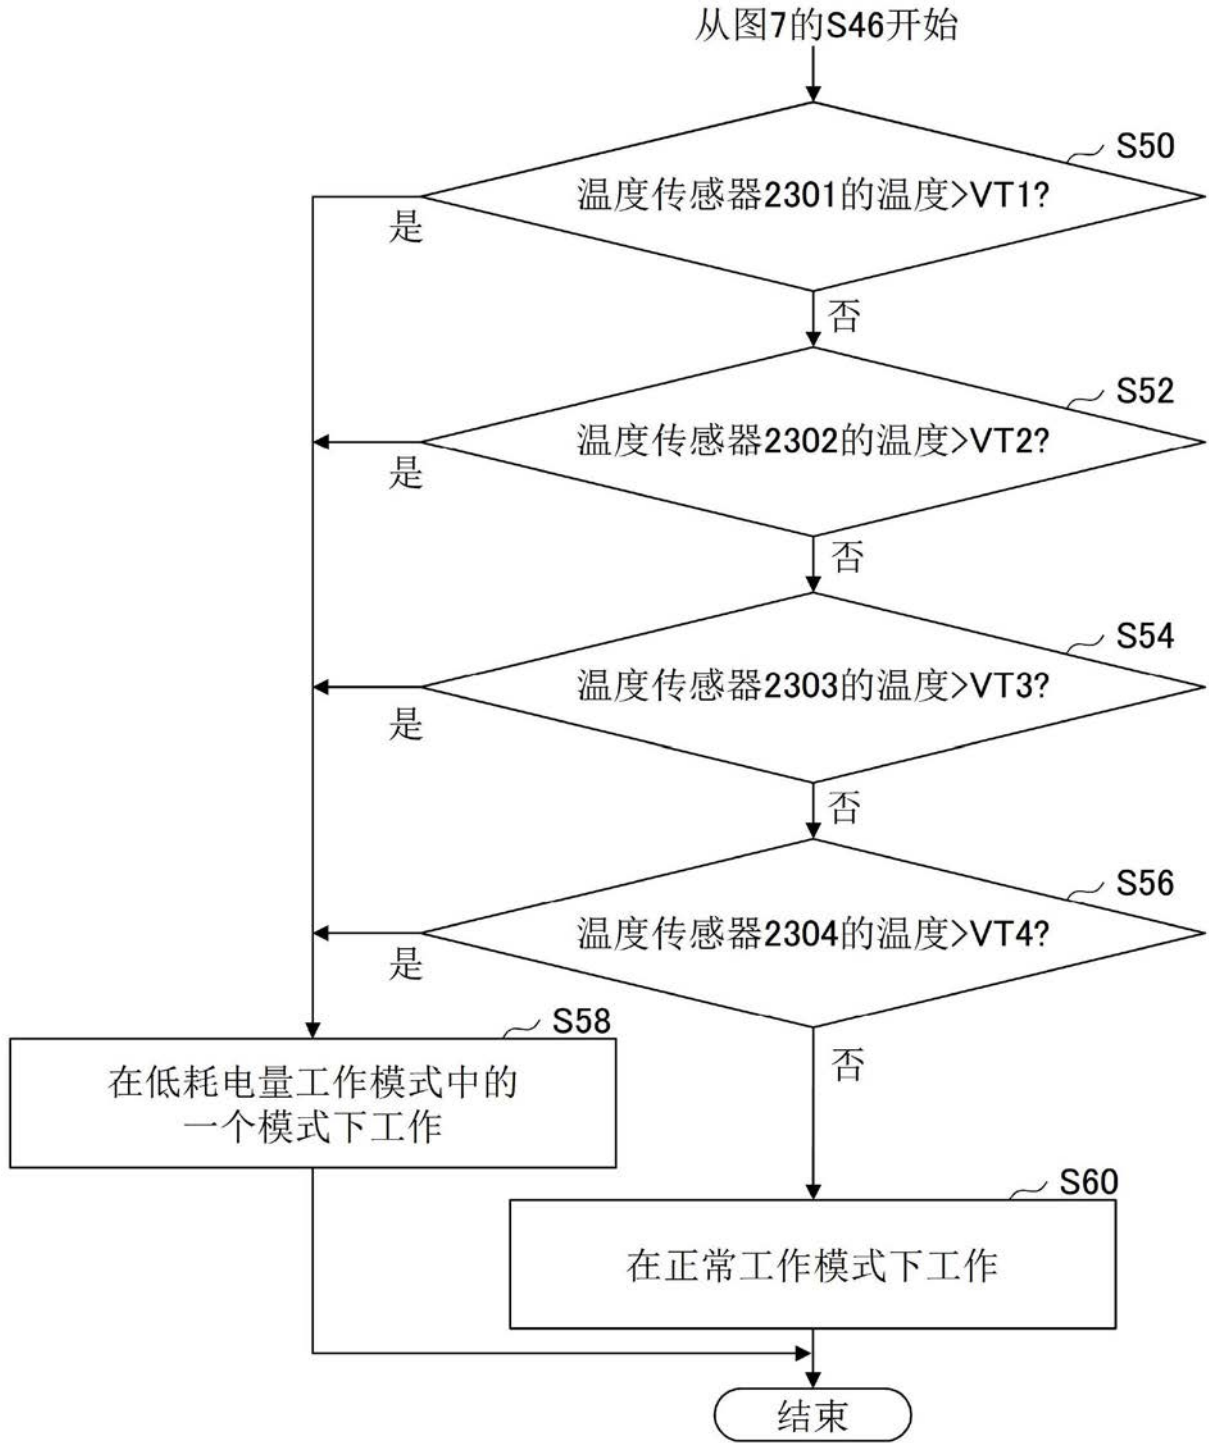 从图7的S46开始
S50
温度传感器2301的温度>VT1?
是
否
S52
温度传感器2302的温度>VT2?
是
否
S54
温度传感器2303的温度>VT3?
是
否
S56
温度传感器2304的温度>VT4?
是
S58
否
在低耗电量工作模式中的
一个模式下工作
S60
在正常工作模式下工作
结束